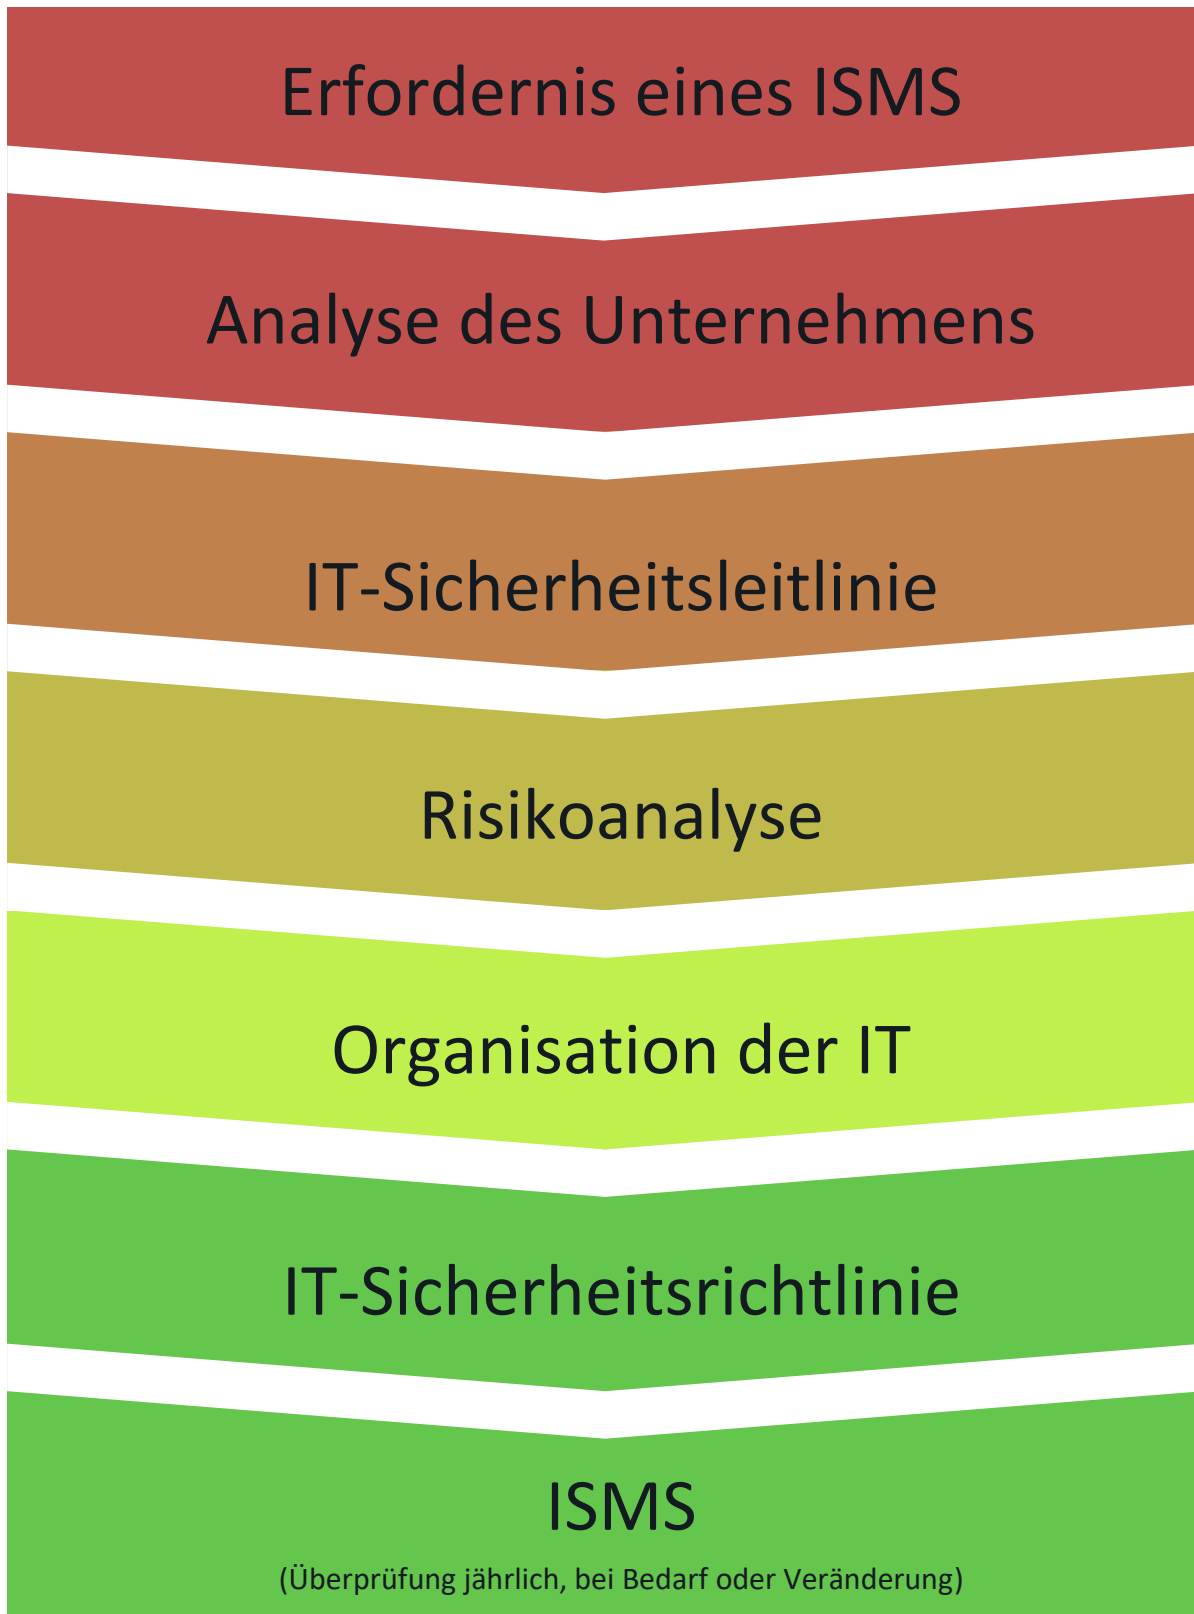 Erfordernis eines ISMS
Analyse des Unternehmens
IT-Sicherheitsleitlinie
Risikoanalyse
Organisation der IT
IT-Sicherheitsrichtlinie
ISMS
(Überprüfung jährlich, bei Bedarf oder Veränderung)